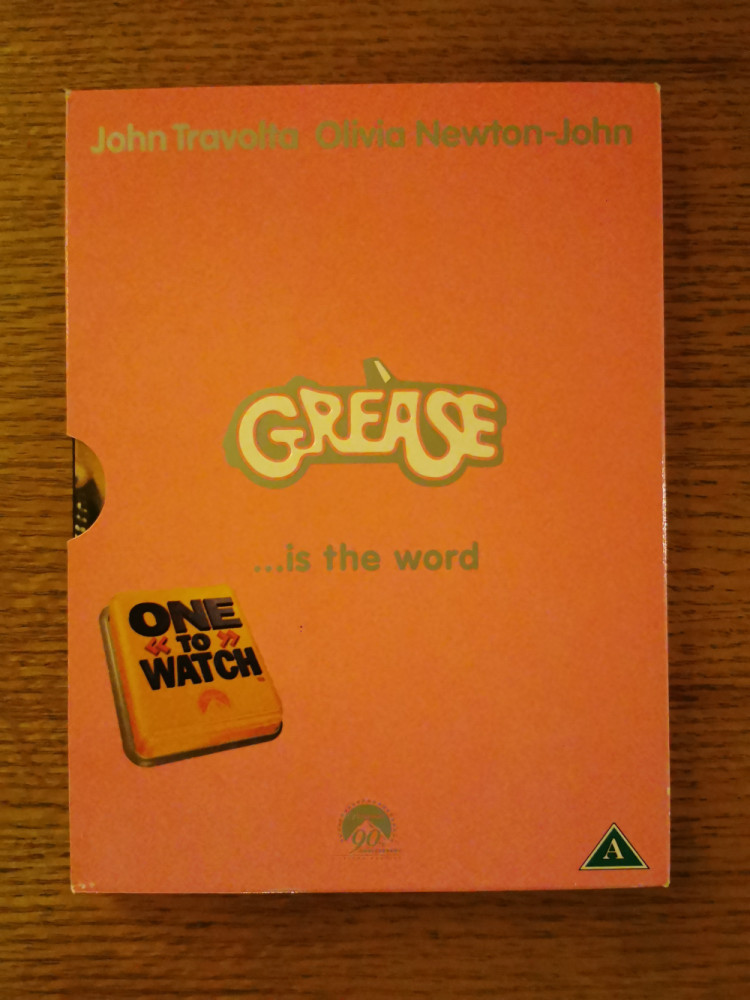 John Travolta Olivia Newton-John
GREASE
...is the word
ONE
« TO »
WATCH
90
A